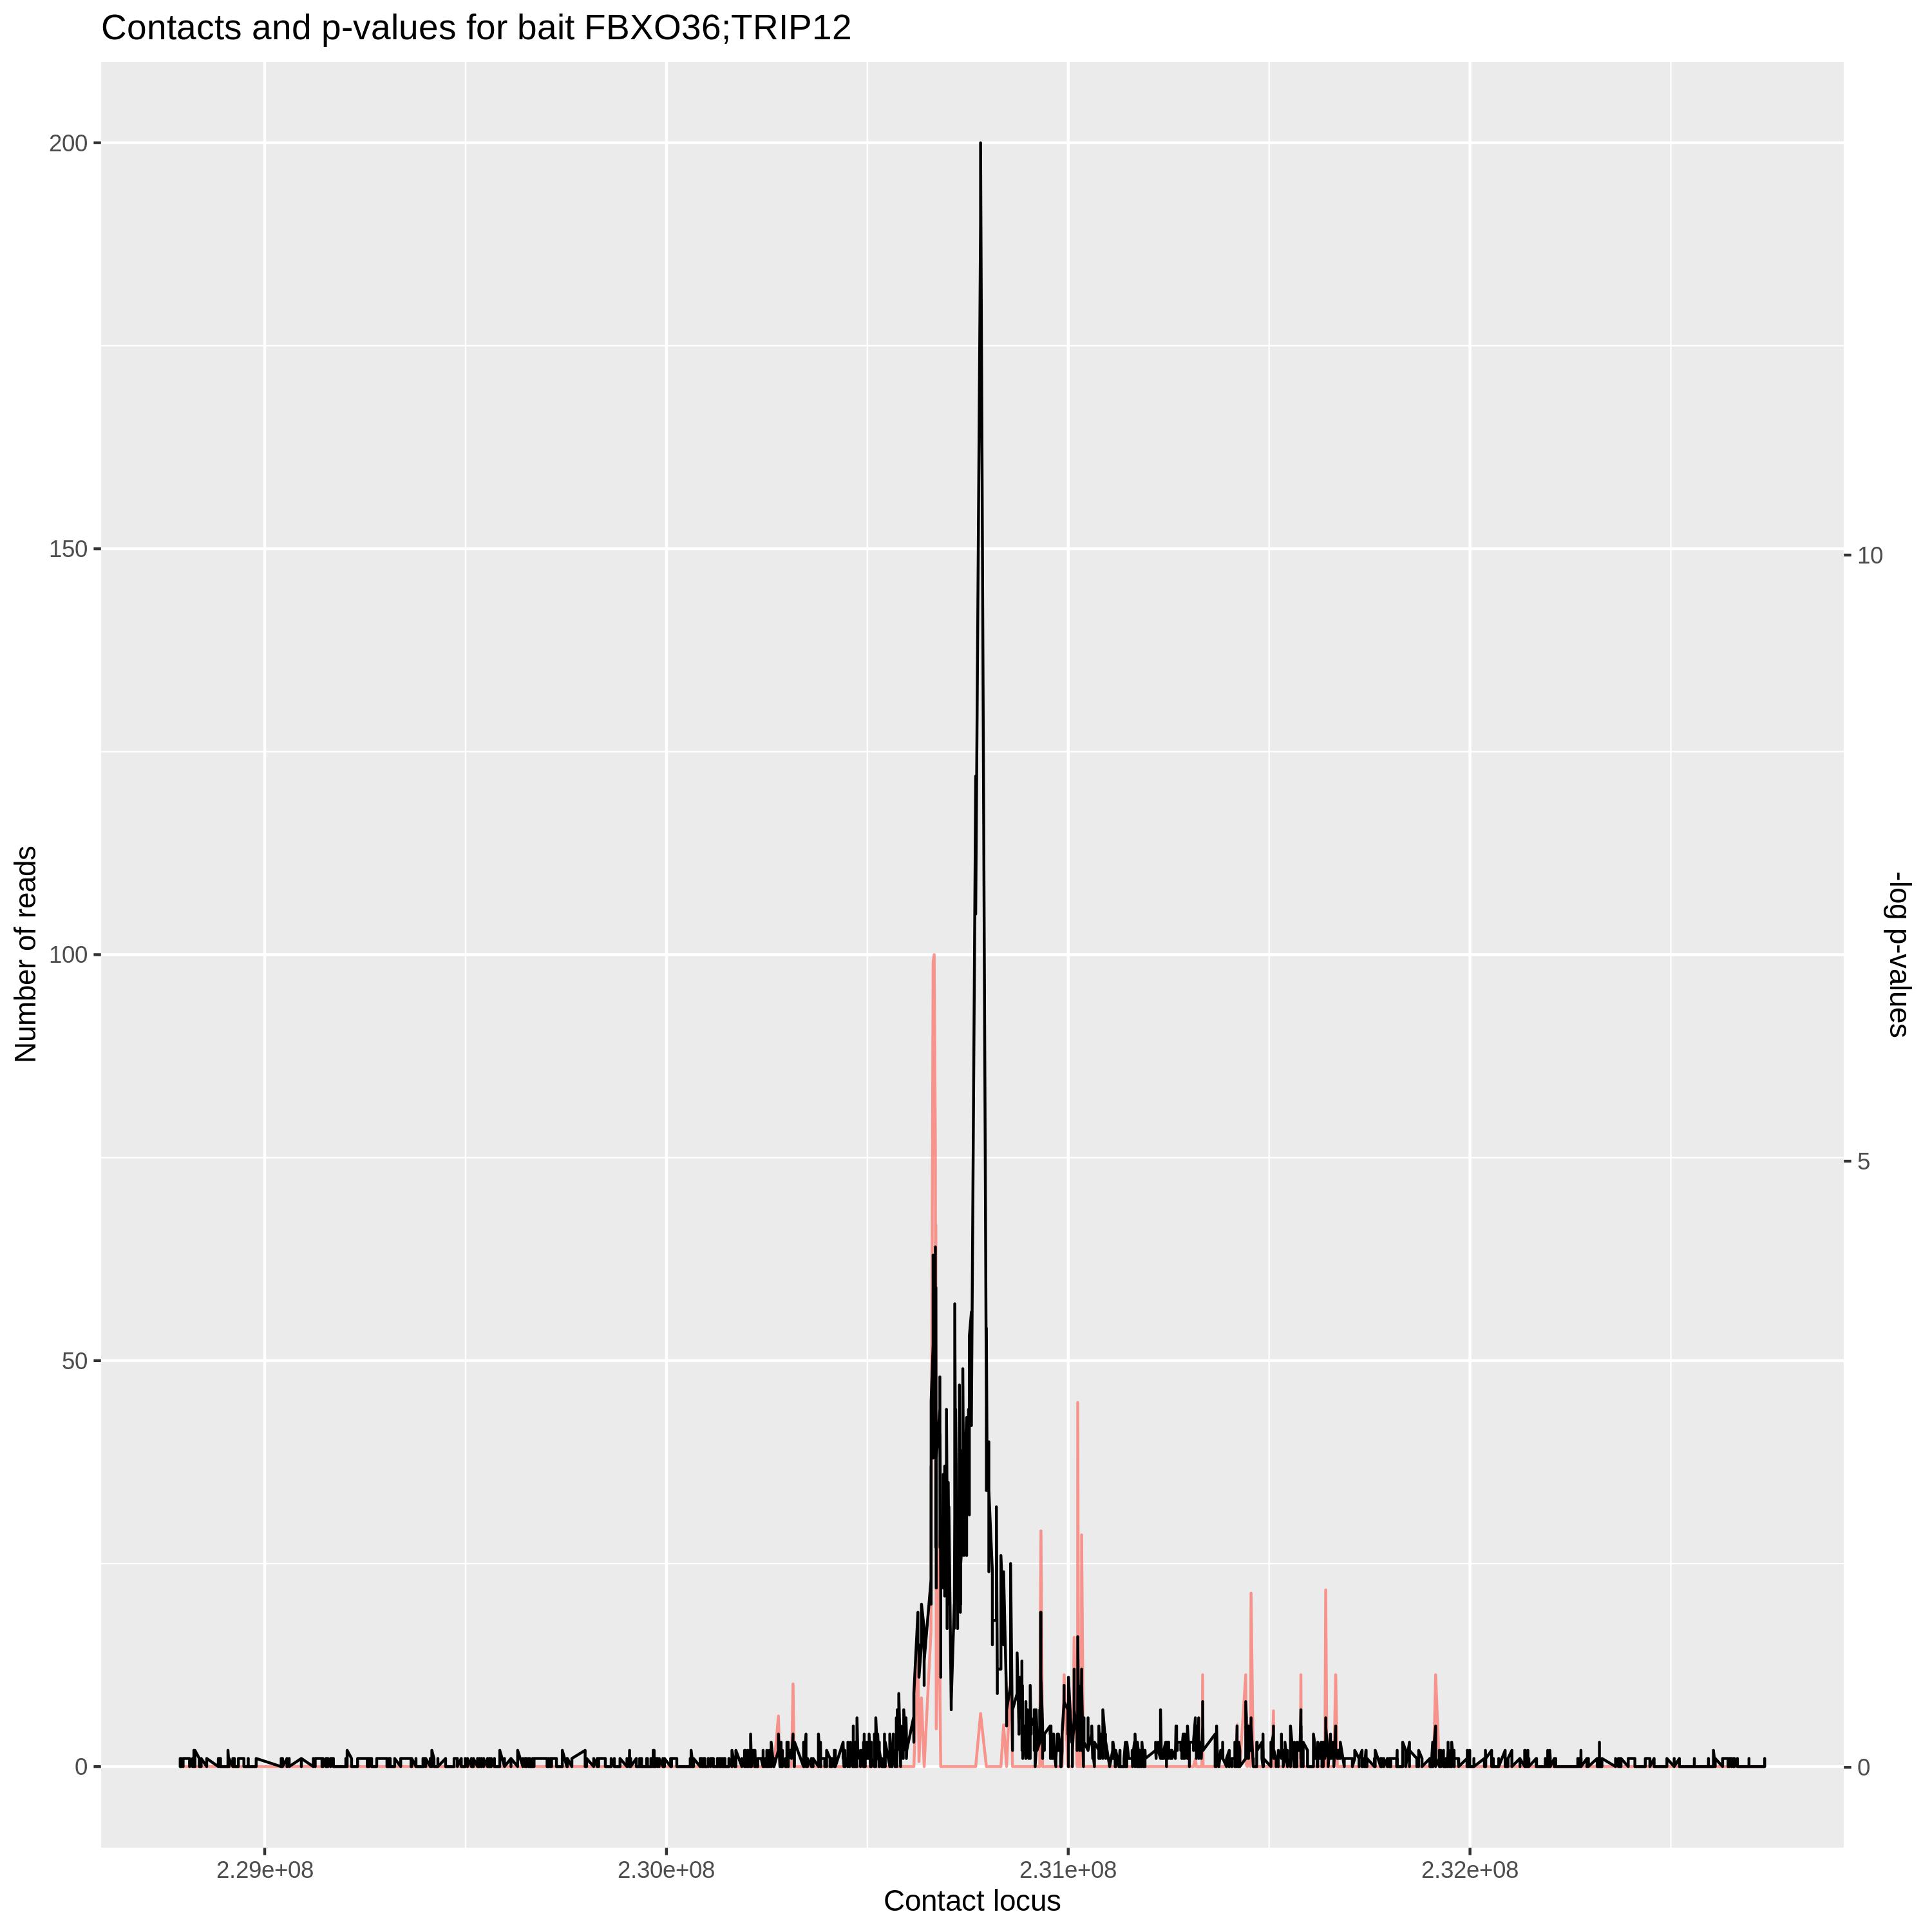 Contacts and p-values for bait FBXO36;TRIP12
200
150
100
50
0
Number of reads
10
5
0
-log p-values
2.29e+08 2.30e+08 2.31e+08 2.32e+08
Contact locus